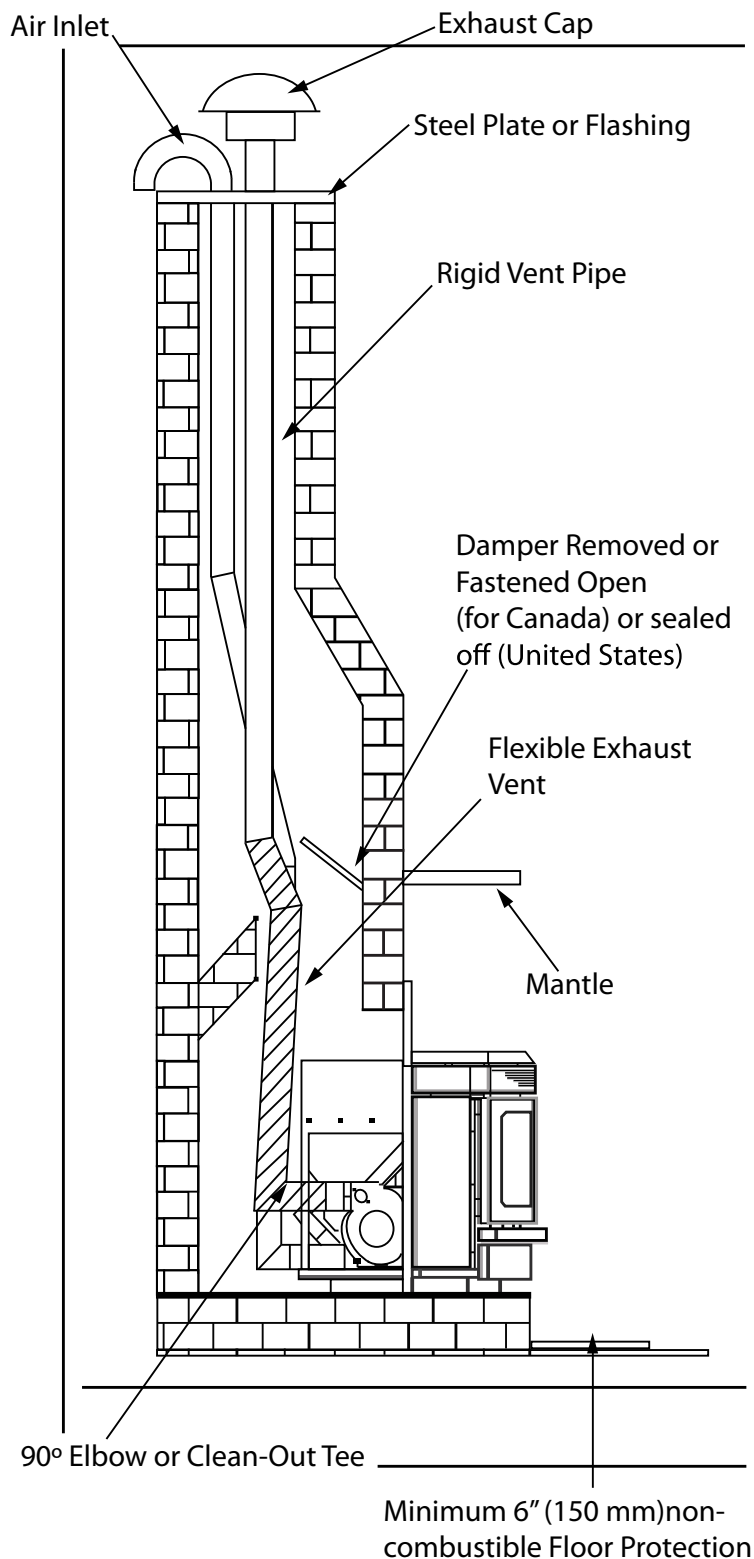 Air Inlet
Exhaust Cap
Steel Plate or Flashing
Rigid Vent Pipe
Damper Removed or
Fastened Open
(for Canada) or sealed
off (United States)
Flexible Exhaust
Vent
Mantle
90º Elbow or Clean-Out Tee
Minimum 6” (150 mm)non-
combustible Floor Protection